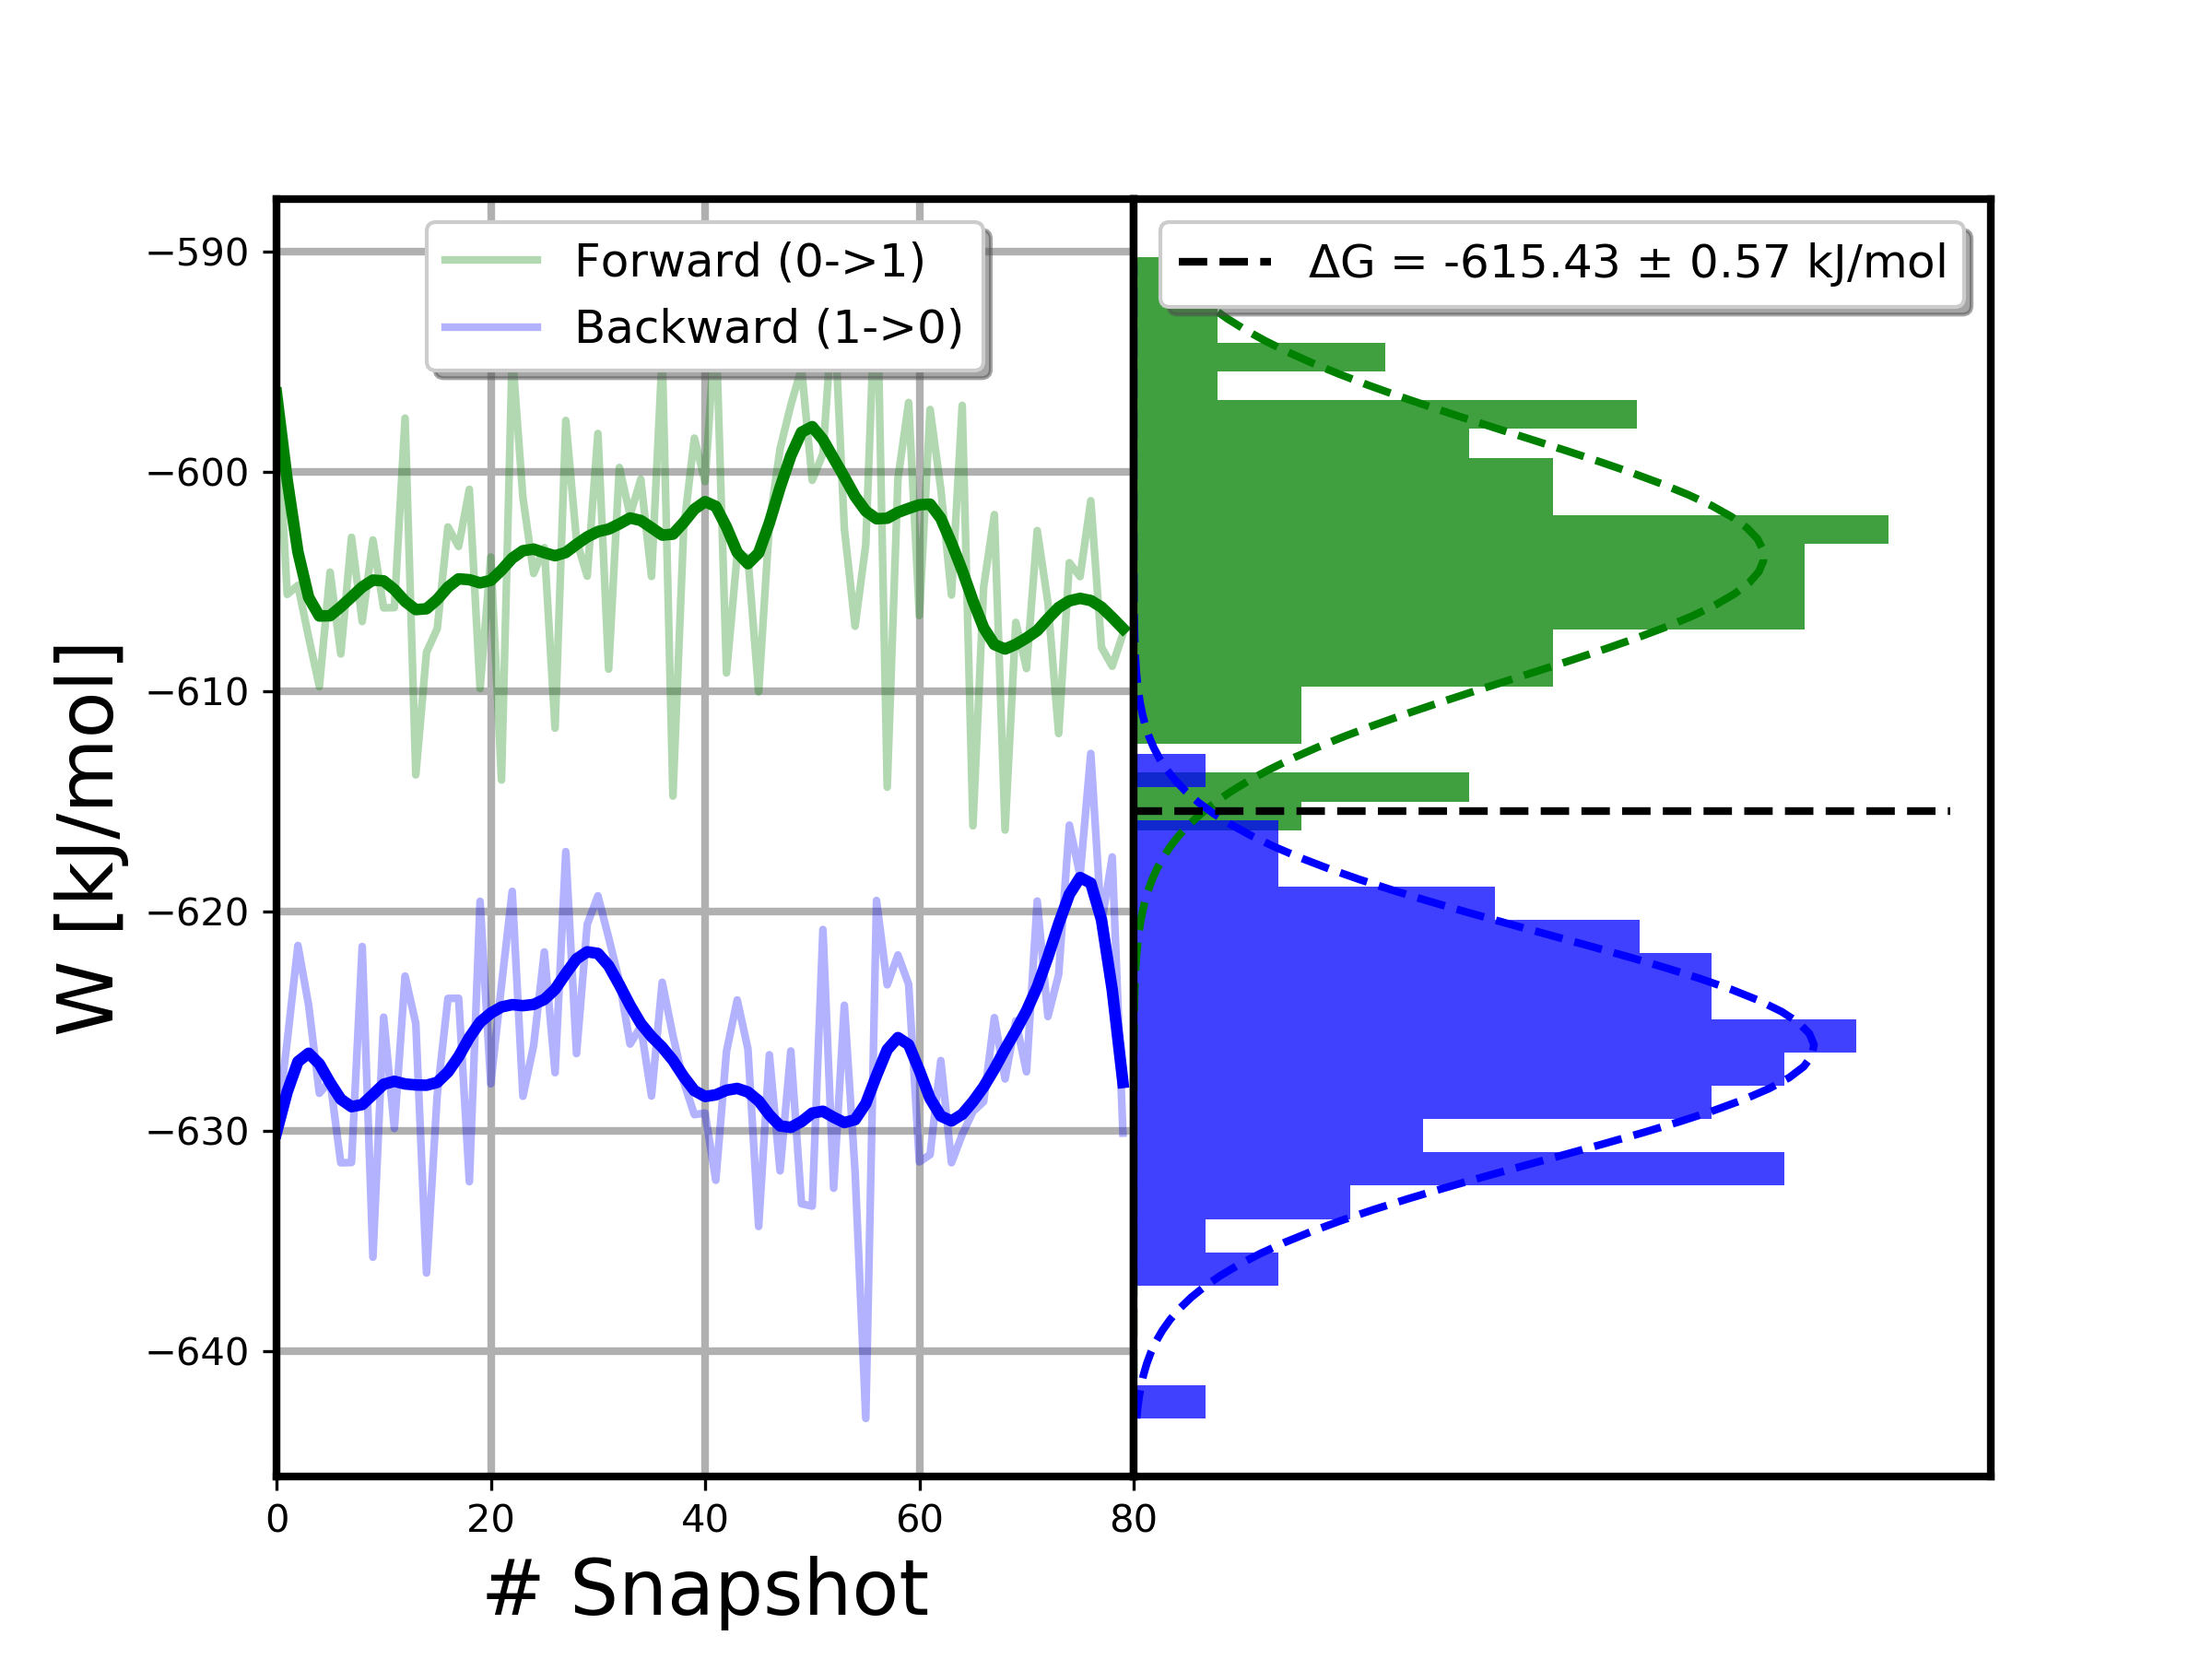 Forward (0->1)
Backward (1->0)
ΔG = -615.43 ± 0.57 kJ/mol
W [kJ/mol]
−590
−600
−610
−620
−630
−640
0 20 40 60 80
# Snapshot